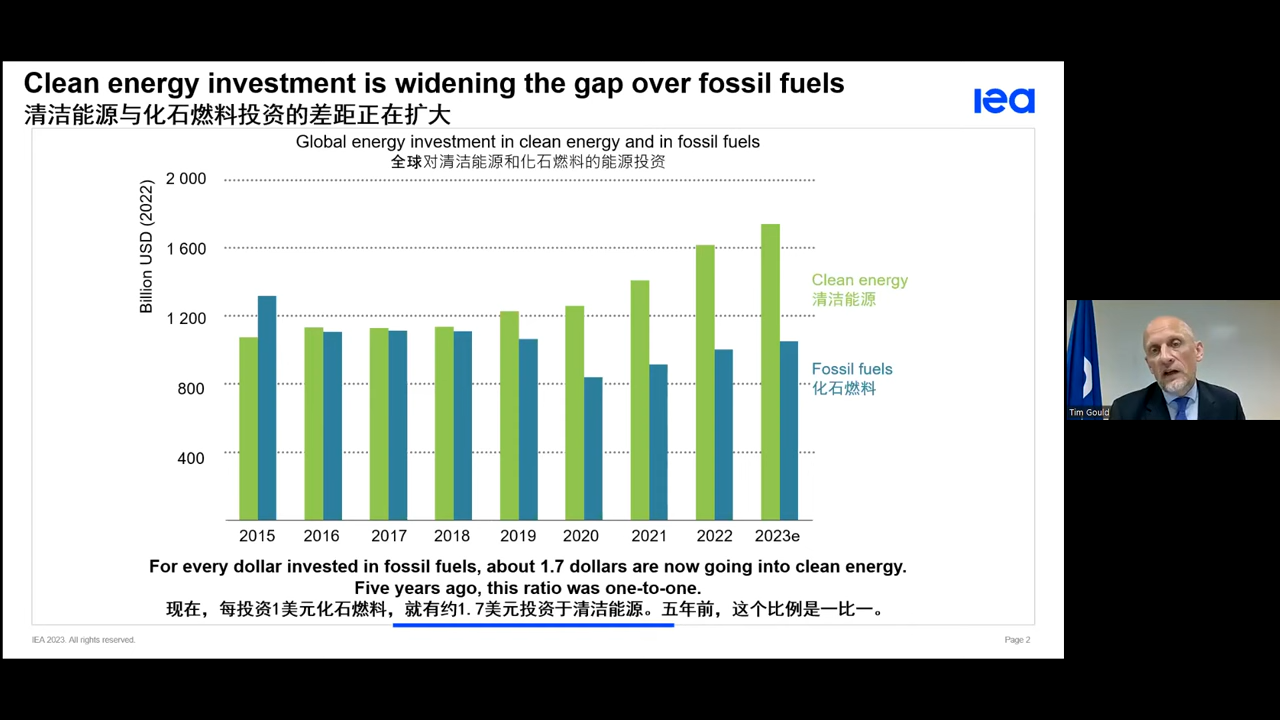 Clean energy investment is widening the gap over fossil fuels
清洁能源与化石燃料投资的差距正在扩大
iea
Global energy investment in clean energy and in fossil fuels
全球对清洁能源和化石燃料的能源投资
Billion USD (2022)
2 000
1 600
1 200
800
400
Clean energy
清洁能源
Fossil fuels
化石燃料
2015 2016 2017 2018 2019 2020 2021 2022 2023e
For every dollar invested in fossil fuels, about 1.7 dollars are now going into clean energy.
Five years ago, this ratio was one-to-one.
现在，每投资1美元化石燃料，就有约1.7美元投资于清洁能源。五年前，这个比例是一比一。
IEA 2023. All rights reserved.
Page 2
Tim Gould